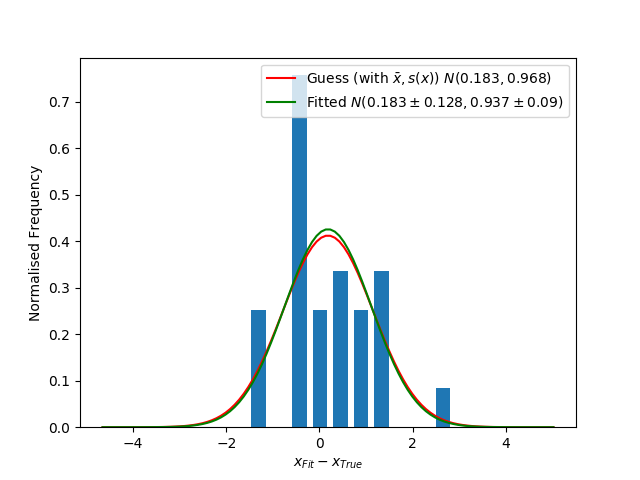 Guess (with x̄, s(x)) N(0.183, 0.968)
Fitted N(0.183 ± 0.128, 0.937 ± 0.09)
0.7
0.6
0.5
0.4
0.3
0.2
0.1
0.0
Normalised Frequency
−4 −2 0 2 4
x_Fit − x_True